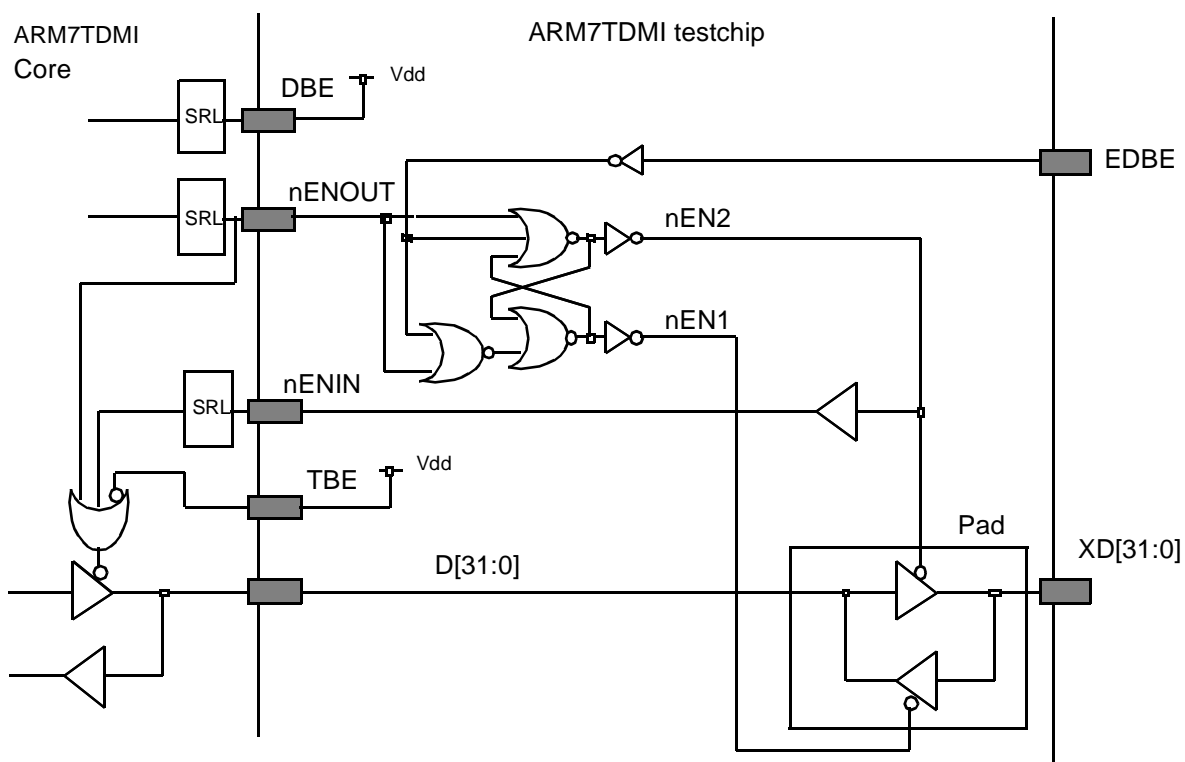 ARM7TDMI
Core
ARM7TDMI testchip
Vdd
DBE
SRL
EDBE
nENOUT
SRL
nEN2
nEN1
nENIN
SRL
Vdd
TBE
Pad
D[31:0]
XD[31:0]